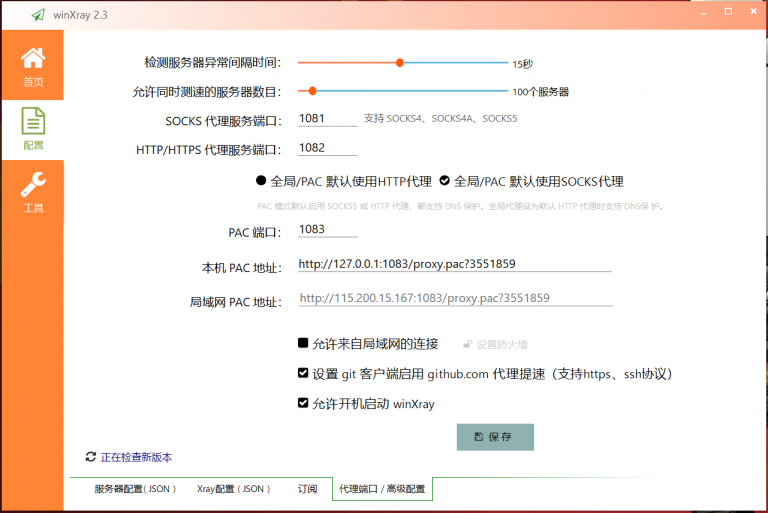 winXray 2.3
首页
配置
工具
检测服务器异常间隔时间： 15秒
允许同时测速的服务器数目： 100个服务器
SOCKS 代理服务端口： 1081 支持 SOCKS4、SOCKS4A、SOCKS5
HTTP/HTTPS 代理服务端口： 1082
全局/PAC 默认使用HTTP代理 全局/PAC 默认使用SOCKS代理
PAC 模式默认启用 SOCKS5 或 HTTP 代理，都支持 DNS 保护。全局代理设为默认 HTTP 代理时支持 DNS保 护。
PAC 端口： 1083
本机 PAC 地址： http://127.0.0.1:1083/proxy.pac?3551859
局域网 PAC 地址： http://115.200.15.167:1083/proxy.pac?3551859
允许来自局域网的连接 设置防火墙
设置 git 客户端启用 github.com 代理提速（支持https、ssh协议）
允许开机启动 winXray
保存
正在检查新版本
服务器配置( JSON ) Xray配置 ( JSON ) 订阅 代理端口 / 高级配置